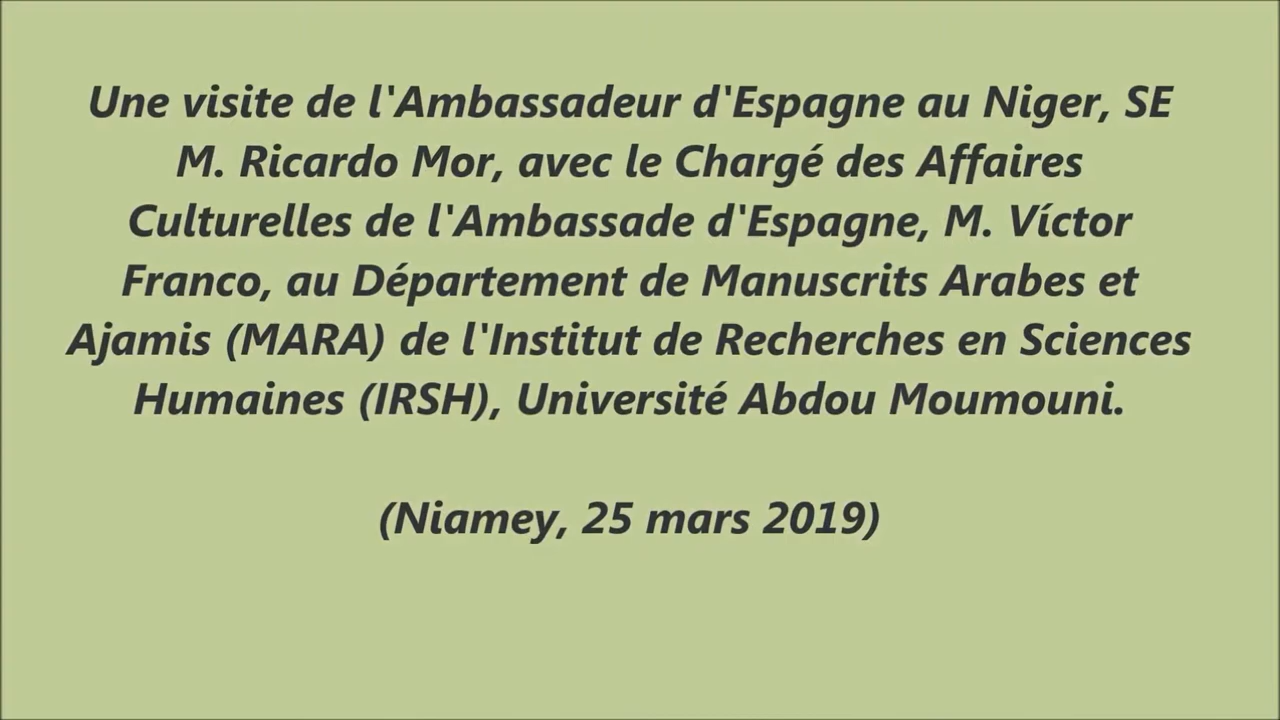 Une visite de l'Ambassadeur d'Espagne au Niger, SE
M. Ricardo Mor, avec le Chargé des Affaires
Culturelles de l'Ambassade d'Espagne, M. Víctor
Franco, au Département de Manuscrits Arabes et
Ajamis (MARA) de l'Institut de Recherches en Sciences
Humaines (IRSH), Université Abdou Moumouni.
(Niamey, 25 mars 2019)